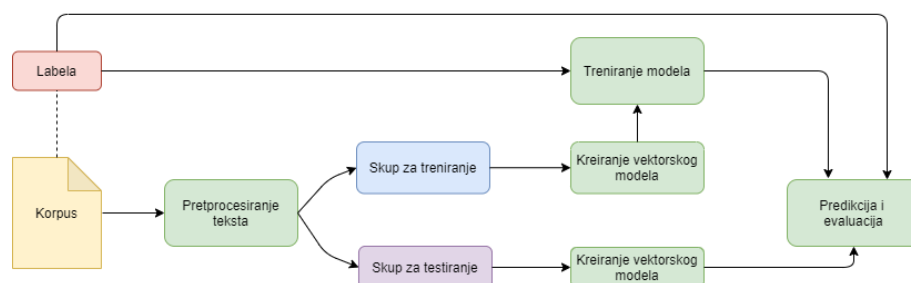 Labela
Treniranje modela
Skup za treniranje
Kreiranje vektorskog
modela
Korpus
Pretprocesiranje
teksta
Predikcija i
evaluacija
Skup za testiranje
Kreiranje vektorskog
modela